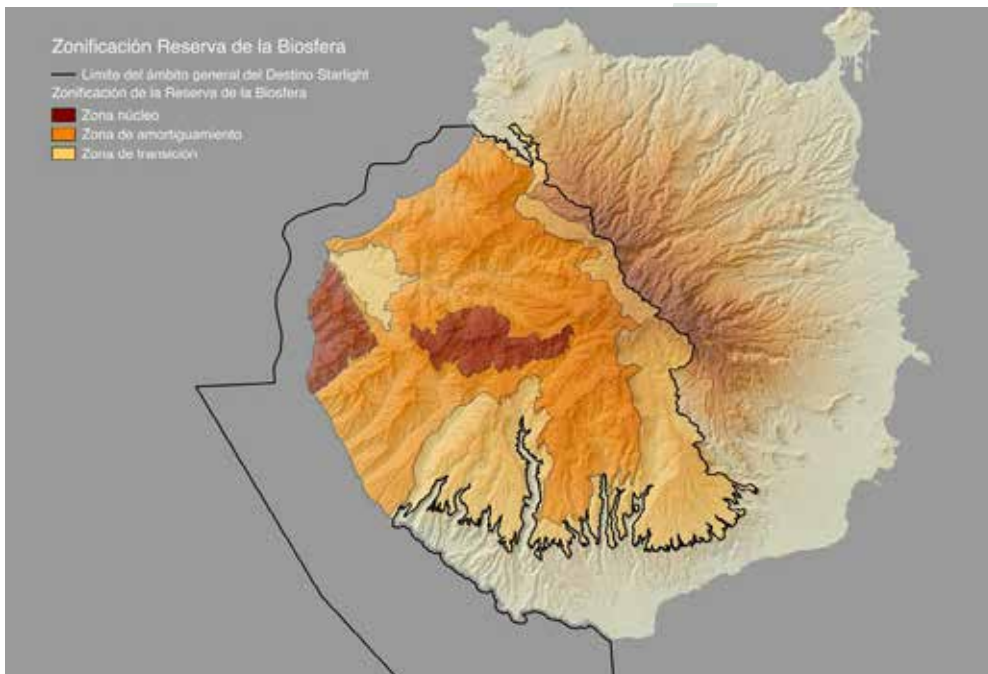 Zonificación Reserva de la Biosfera
Límite del ámbito general del Destino Starlight
Zonificación de la Reserva de la Biosfera
Zona núcleo
Zona de amortiguamiento
Zona de transición